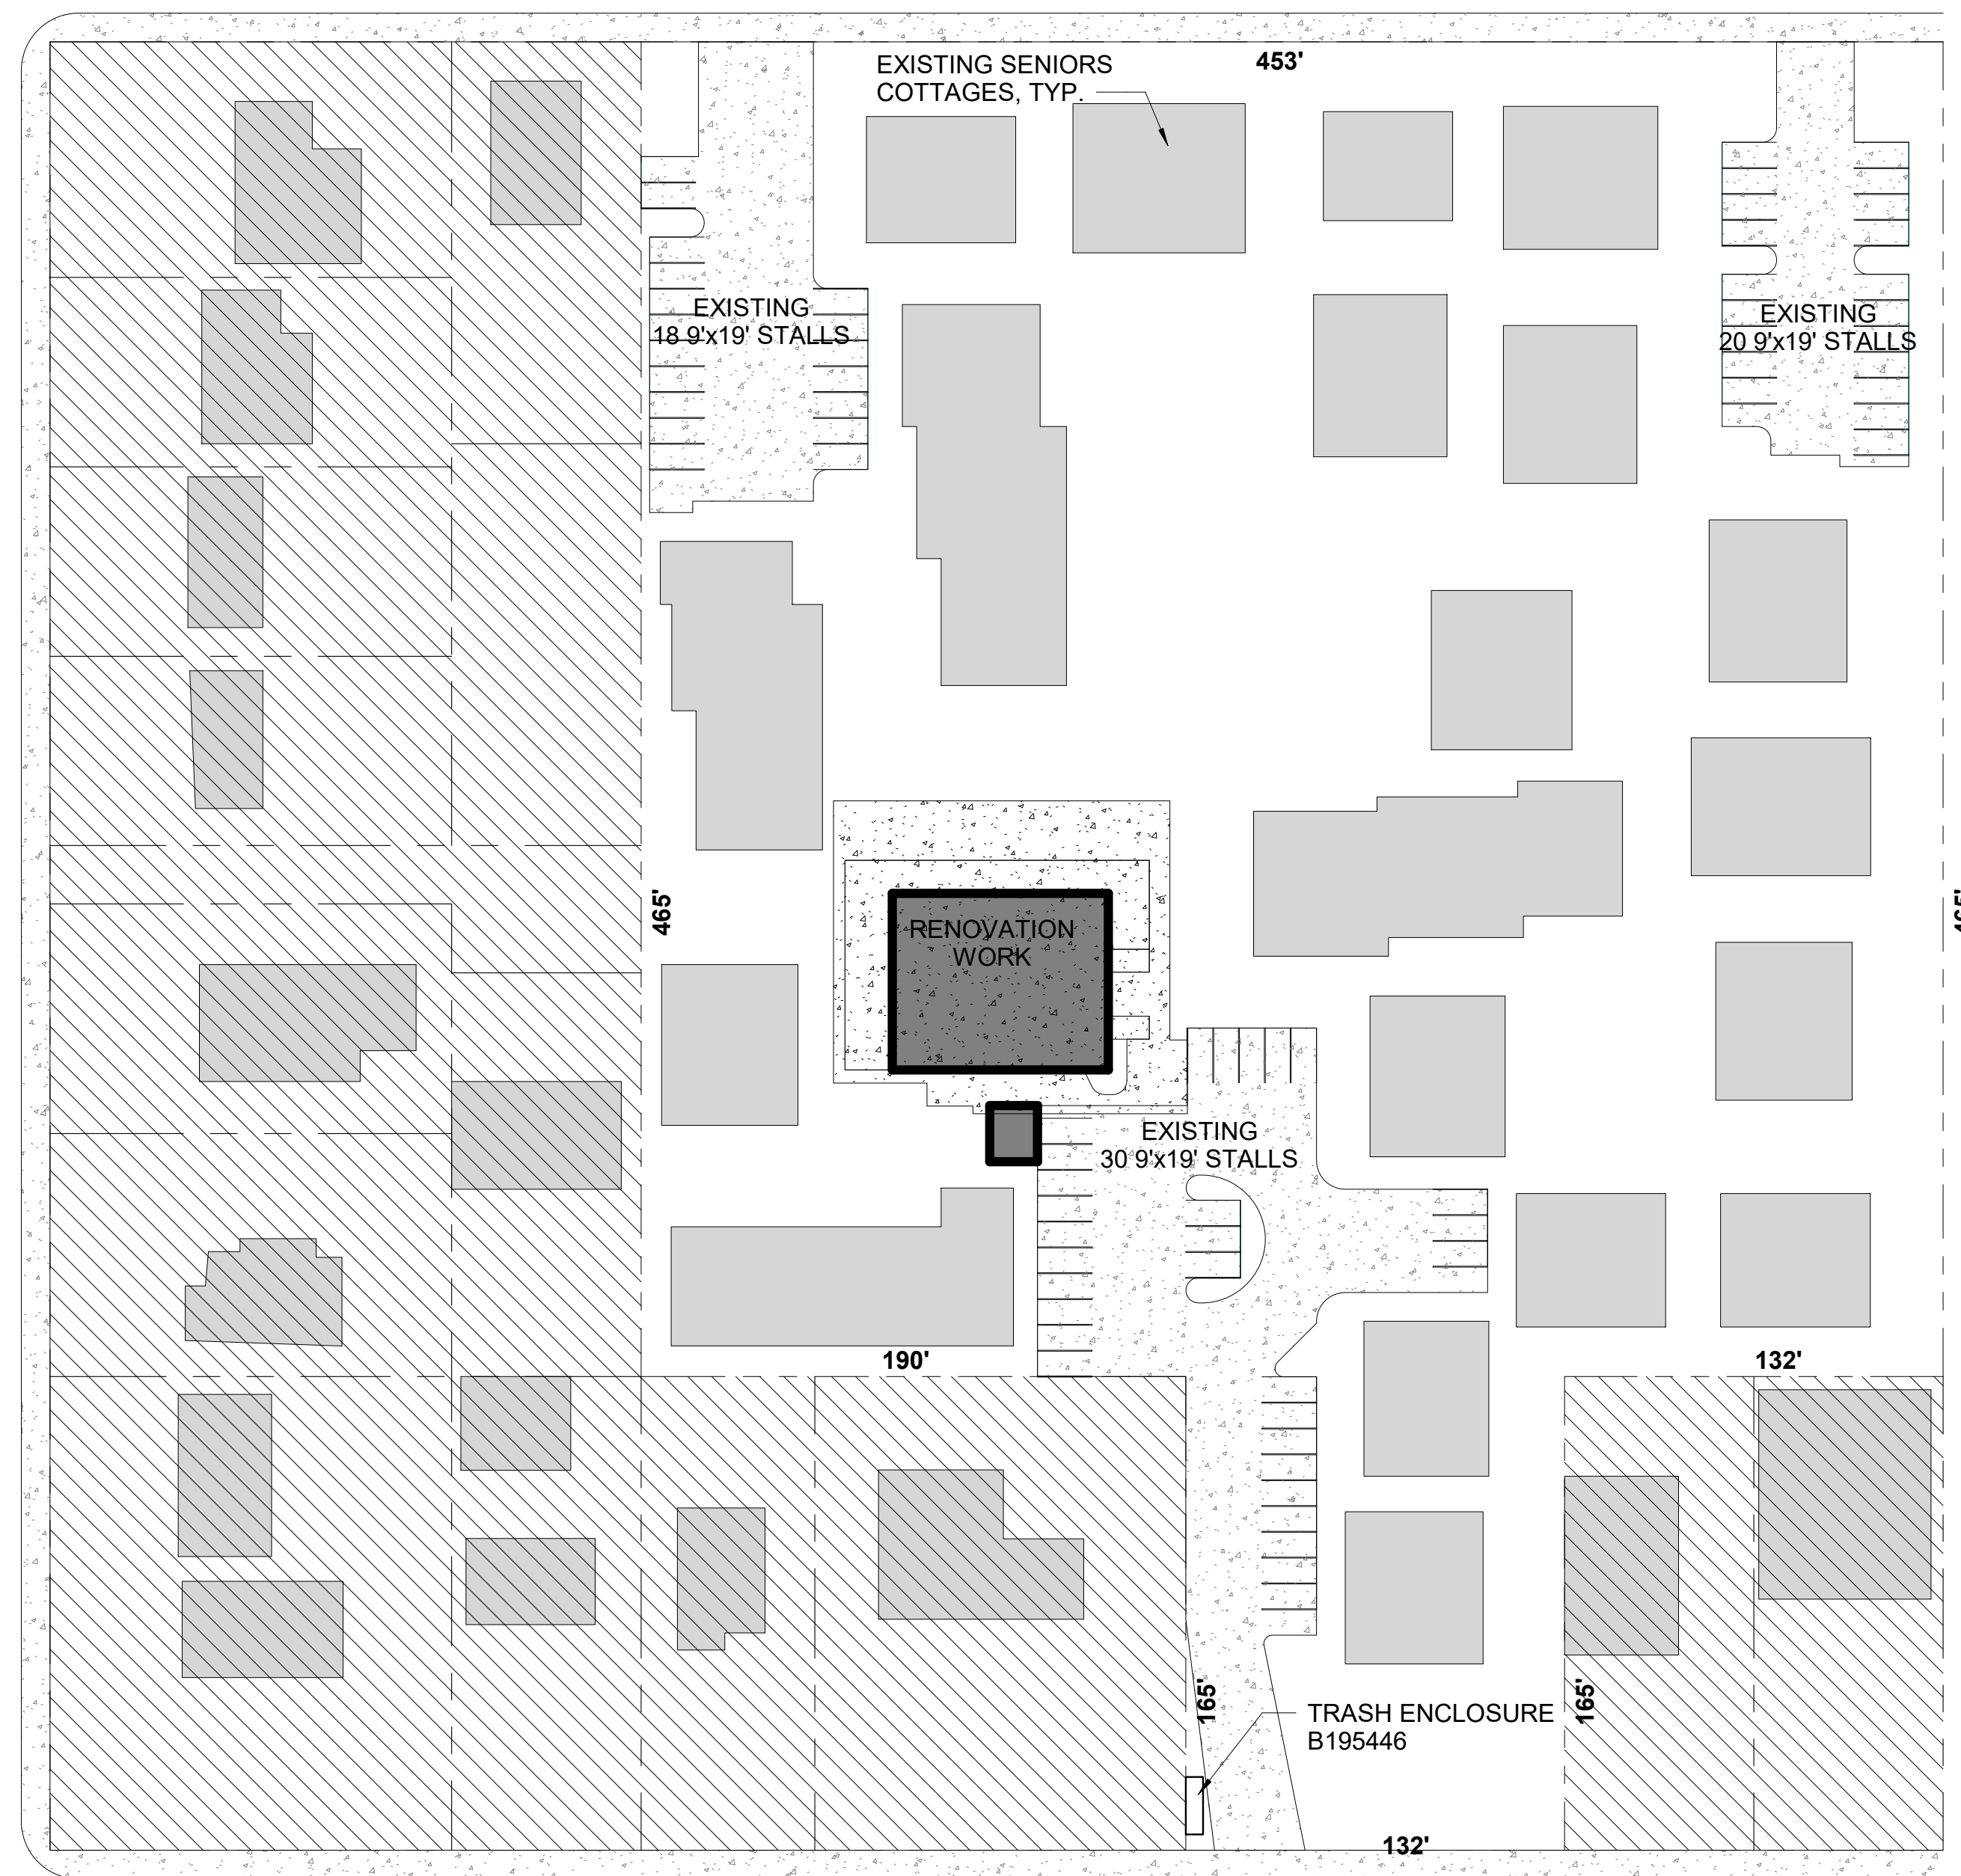 453'
EXISTING SENIORS
COTTAGES, TYP.
EXISTING
18 9'x19' STALLS
EXISTING
20 9'x19' STALLS
465'
RENOVATION
WORK
465'
EXISTING
30 9'x19' STALLS
190'
132'
165'
165'
TRASH ENCLOSURE
B195446
132'